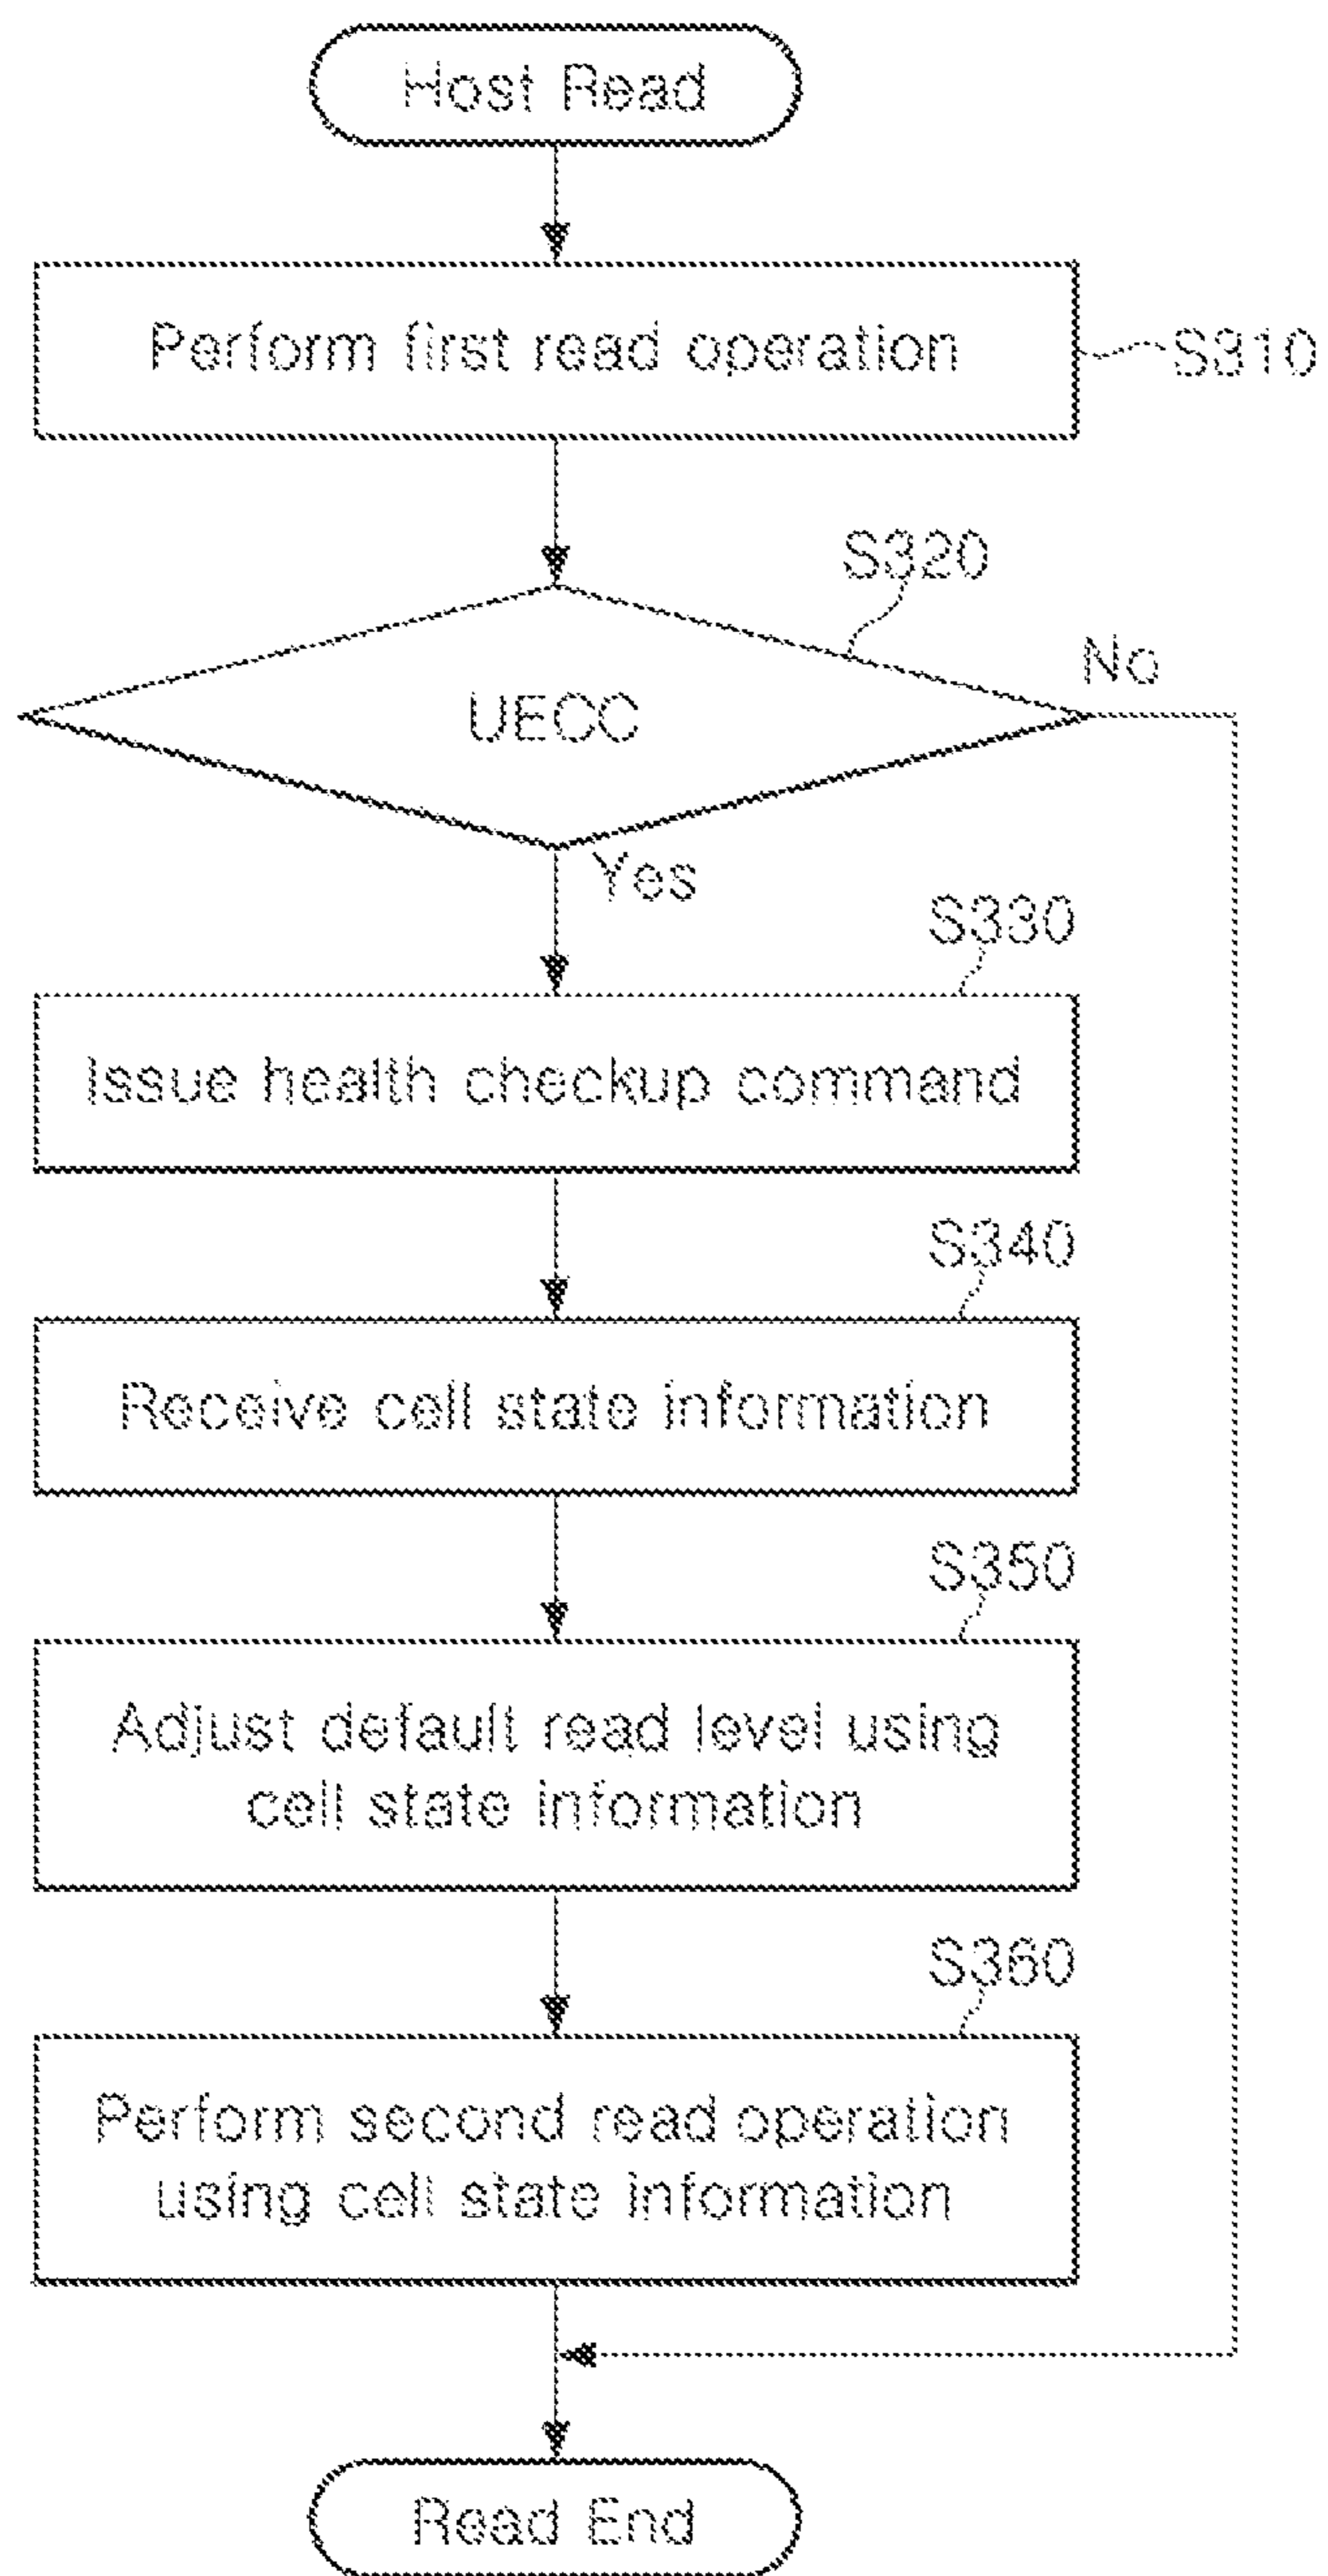 Host Read
Perform first read operation
S310
S320
No
UECC
Yes
S330
Issue health checkup command
S340
Receive cell state information
S350
Adjust default read level using
cell state information
S360
Perform second read operation
using cell state information
Read End